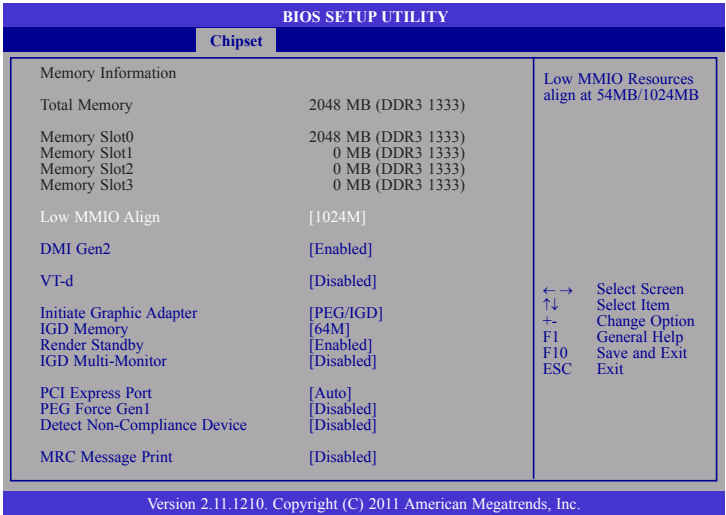 BIOS SETUP UTILITY
Chipset
Memory Information
Total Memory 2048 MB (DDR3 1333)
Memory Slot0 2048 MB (DDR3 1333)
Memory Slot1 0 MB (DDR3 1333)
Memory Slot2 0 MB (DDR3 1333)
Memory Slot3 0 MB (DDR3 1333)
Low MMIO Align [1024M]
DMI Gen2 [Enabled]
VT-d [Disabled]
Initiate Graphic Adapter [PEG/IGD]
IGD Memory [64M]
Render Standby [Enabled]
IGD Multi-Monitor [Disabled]
PCI Express Port [Auto]
PEG Force Gen1 [Disabled]
Detect Non-Compliance Device [Disabled]
MRC Message Print [Disabled]
Low MMIO Resources
align at 54MB/1024MB
←→ Select Screen
↑↓ Select Item
+- Change Option
F1 General Help
F10 Save and Exit
ESC Exit
Version 2.11.1210. Copyright (C) 2011 American Megatrends, Inc.